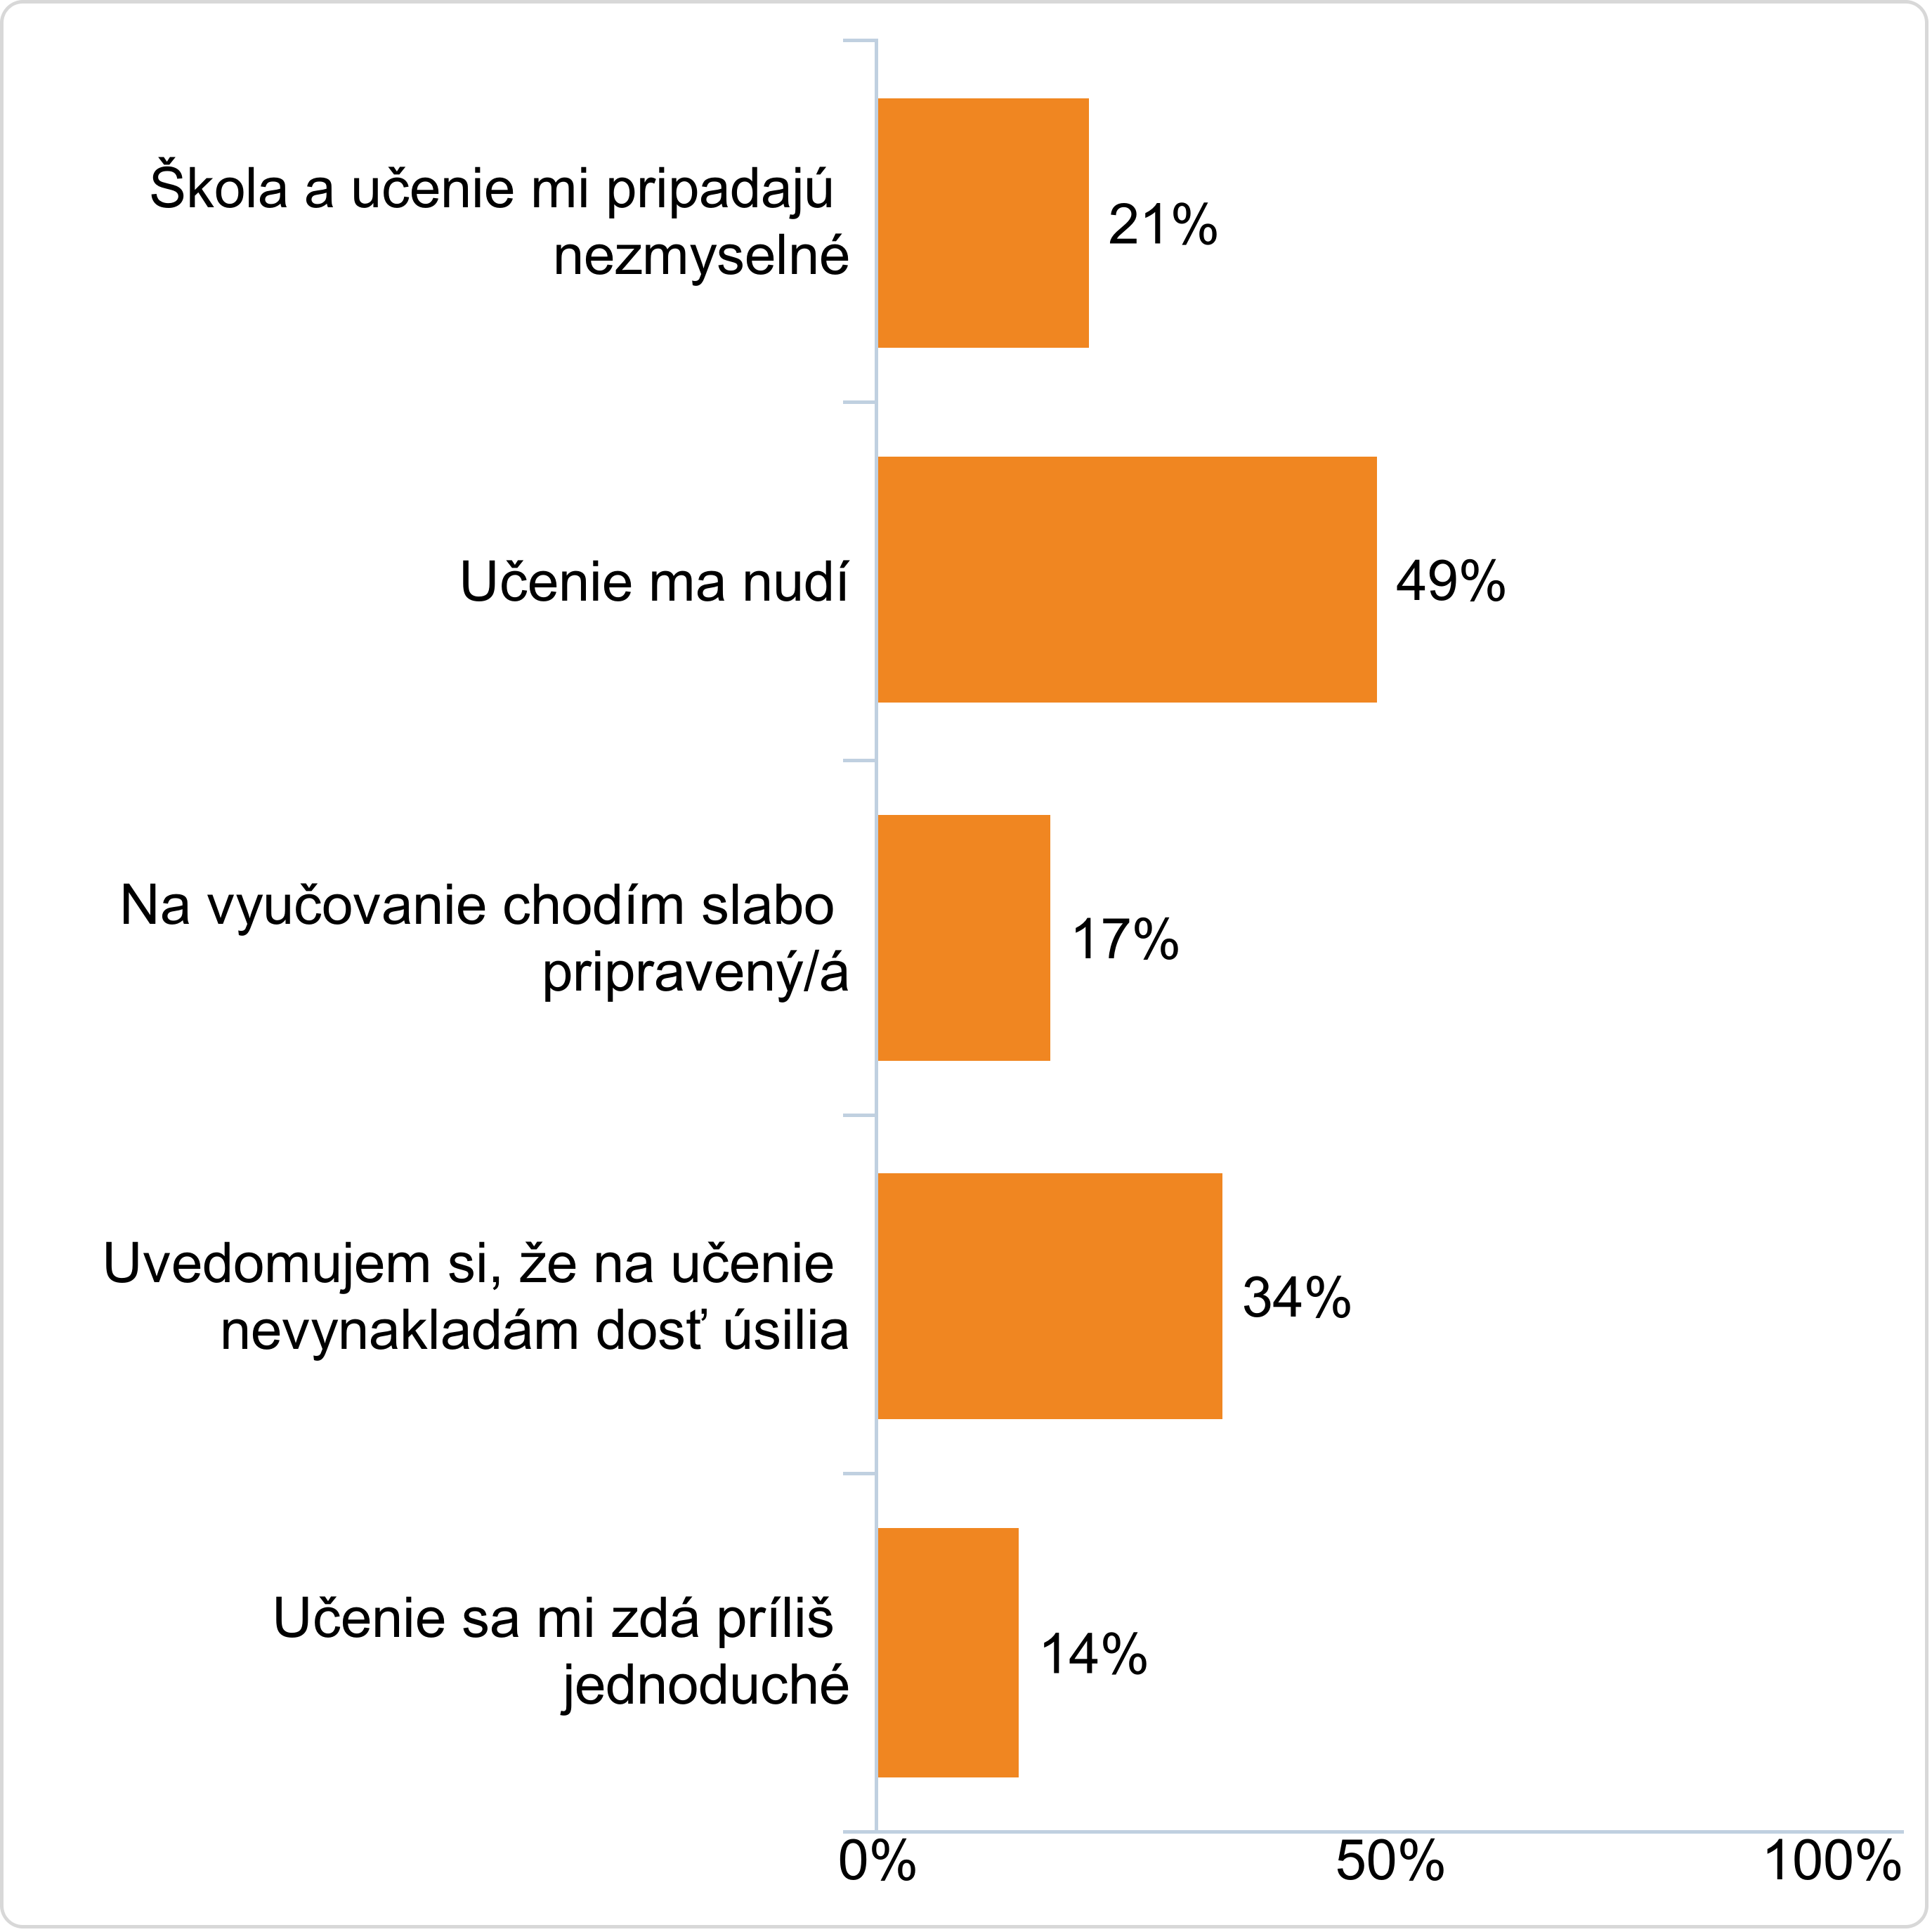 Škola a učenie mi pripadajú
nezmyselné
21%
Učenie ma nudí
49%
Na vyučovanie chodím slabo
pripravený/á
17%
Uvedomujem si, že na učenie
nevynakladám dosť úsilia
34%
Učenie sa mi zdá príliš
jednoduché
14%
0%
50%
100%